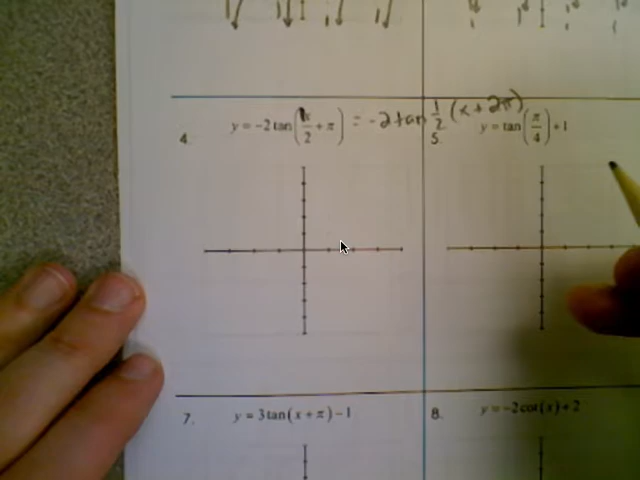 4. y = -2 tan(x/2 + π) = -2 tan 1/2 (x + 2π)
5. y = tan(π/4) + 1
7. y = 3 tan(x + π) - 1
8. y = -2 cot(x) + 2